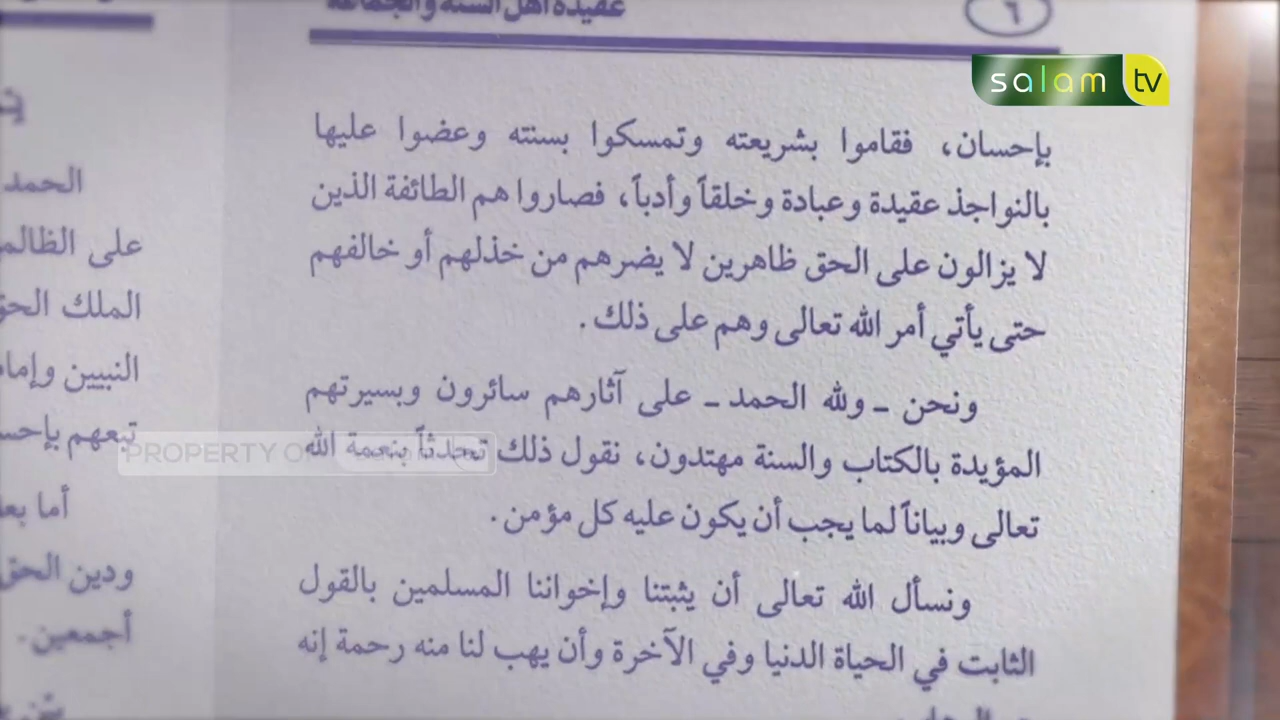 ٦
عقيدة أهل السنة والجماعة
salam tv
بإحسان، فقاموا بشريعته وتمسكوا بسنته وعضوا عليها
بالنواجذ عقيدة وعبادة وخلقاً وأدباً، فصاروا هم الطائفة الذين
لا يزالون على الحق ظاهرين لا يضرهم من خذلهم أو خالفهم
حتى يأتي أمر الله تعالى وهم على ذلك.
ونحن ـ ولله الحمد ـ على آثارهم سائرون وبسيرتهم
المؤيدة بالكتاب والسنة مهتدون، نقول ذلك تحدثاً بنعمة الله
تعالى وبياناً لما يجب أن يكون عليه كل مؤمن.
ونسأل الله تعالى أن يثبتنا وإخواننا المسلمين بالقول
الثابت في الحياة الدنيا وفي الآخرة وأن يهب لنا منه رحمة إنه
الحمد
على
الملك
النبيين
تبعهم
أما
ودين الحق
أجمعين.
PROPERTY OF